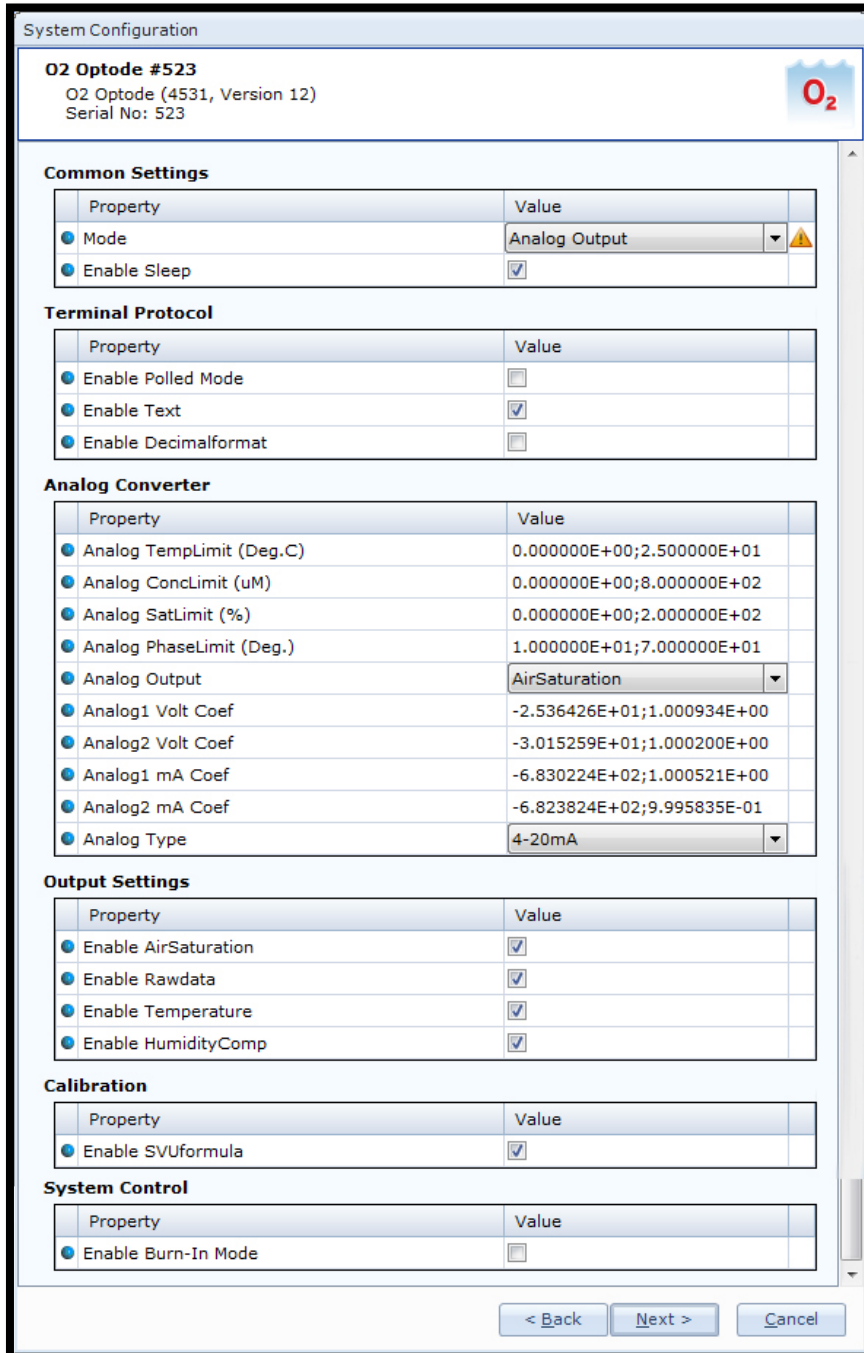 System Configuration
O2 Optode #523
O2 Optode (4531, Version 12)
Serial No: 523
O2
Common Settings
Property Value
Mode Analog Output
Enable Sleep
Terminal Protocol
Property Value
Enable Polled Mode
Enable Text
Enable Decimalformat
Analog Converter
Property Value
Analog TempLimit (Deg.C) 0.000000E+00;2.500000E+01
Analog ConcLimit (uM) 0.000000E+00;8.000000E+02
Analog SatLimit (%) 0.000000E+00;2.000000E+02
Analog PhaseLimit (Deg.) 1.000000E+01;7.000000E+01
Analog Output AirSaturation
Analog1 Volt Coef -2.536426E+01;1.000934E+00
Analog2 Volt Coef -3.015259E+01;1.000200E+00
Analog1 mA Coef -6.830224E+02;1.000521E+00
Analog2 mA Coef -6.823824E+02;9.995835E-01
Analog Type 4-20mA
Output Settings
Property Value
Enable AirSaturation
Enable Rawdata
Enable Temperature
Enable HumidityComp
Calibration
Property Value
Enable SVUformula
System Control
Property Value
Enable Burn-In Mode
< Back Next > Cancel